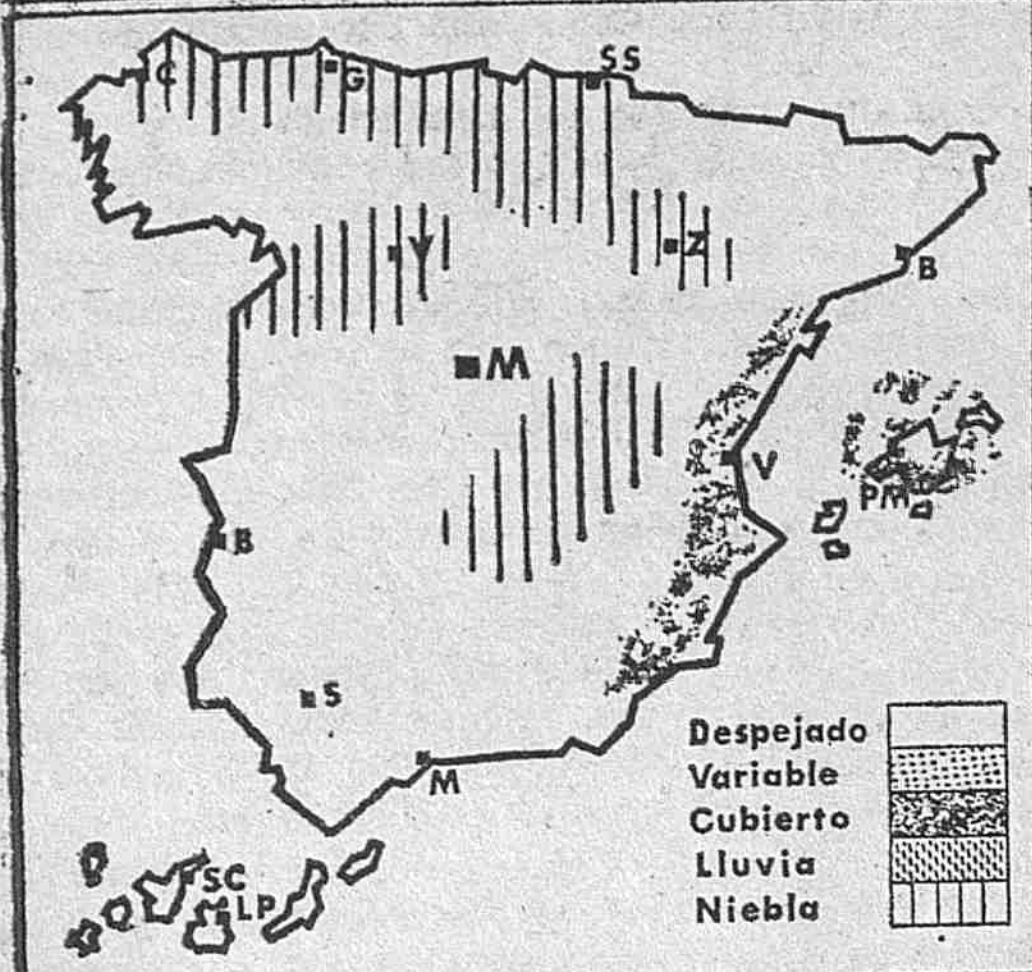 C
G
SS
V
Z
B
M
V
PM
B
S
M
SC
LP
Despejado
Variable
Cubierto
Lluvia
Niebla